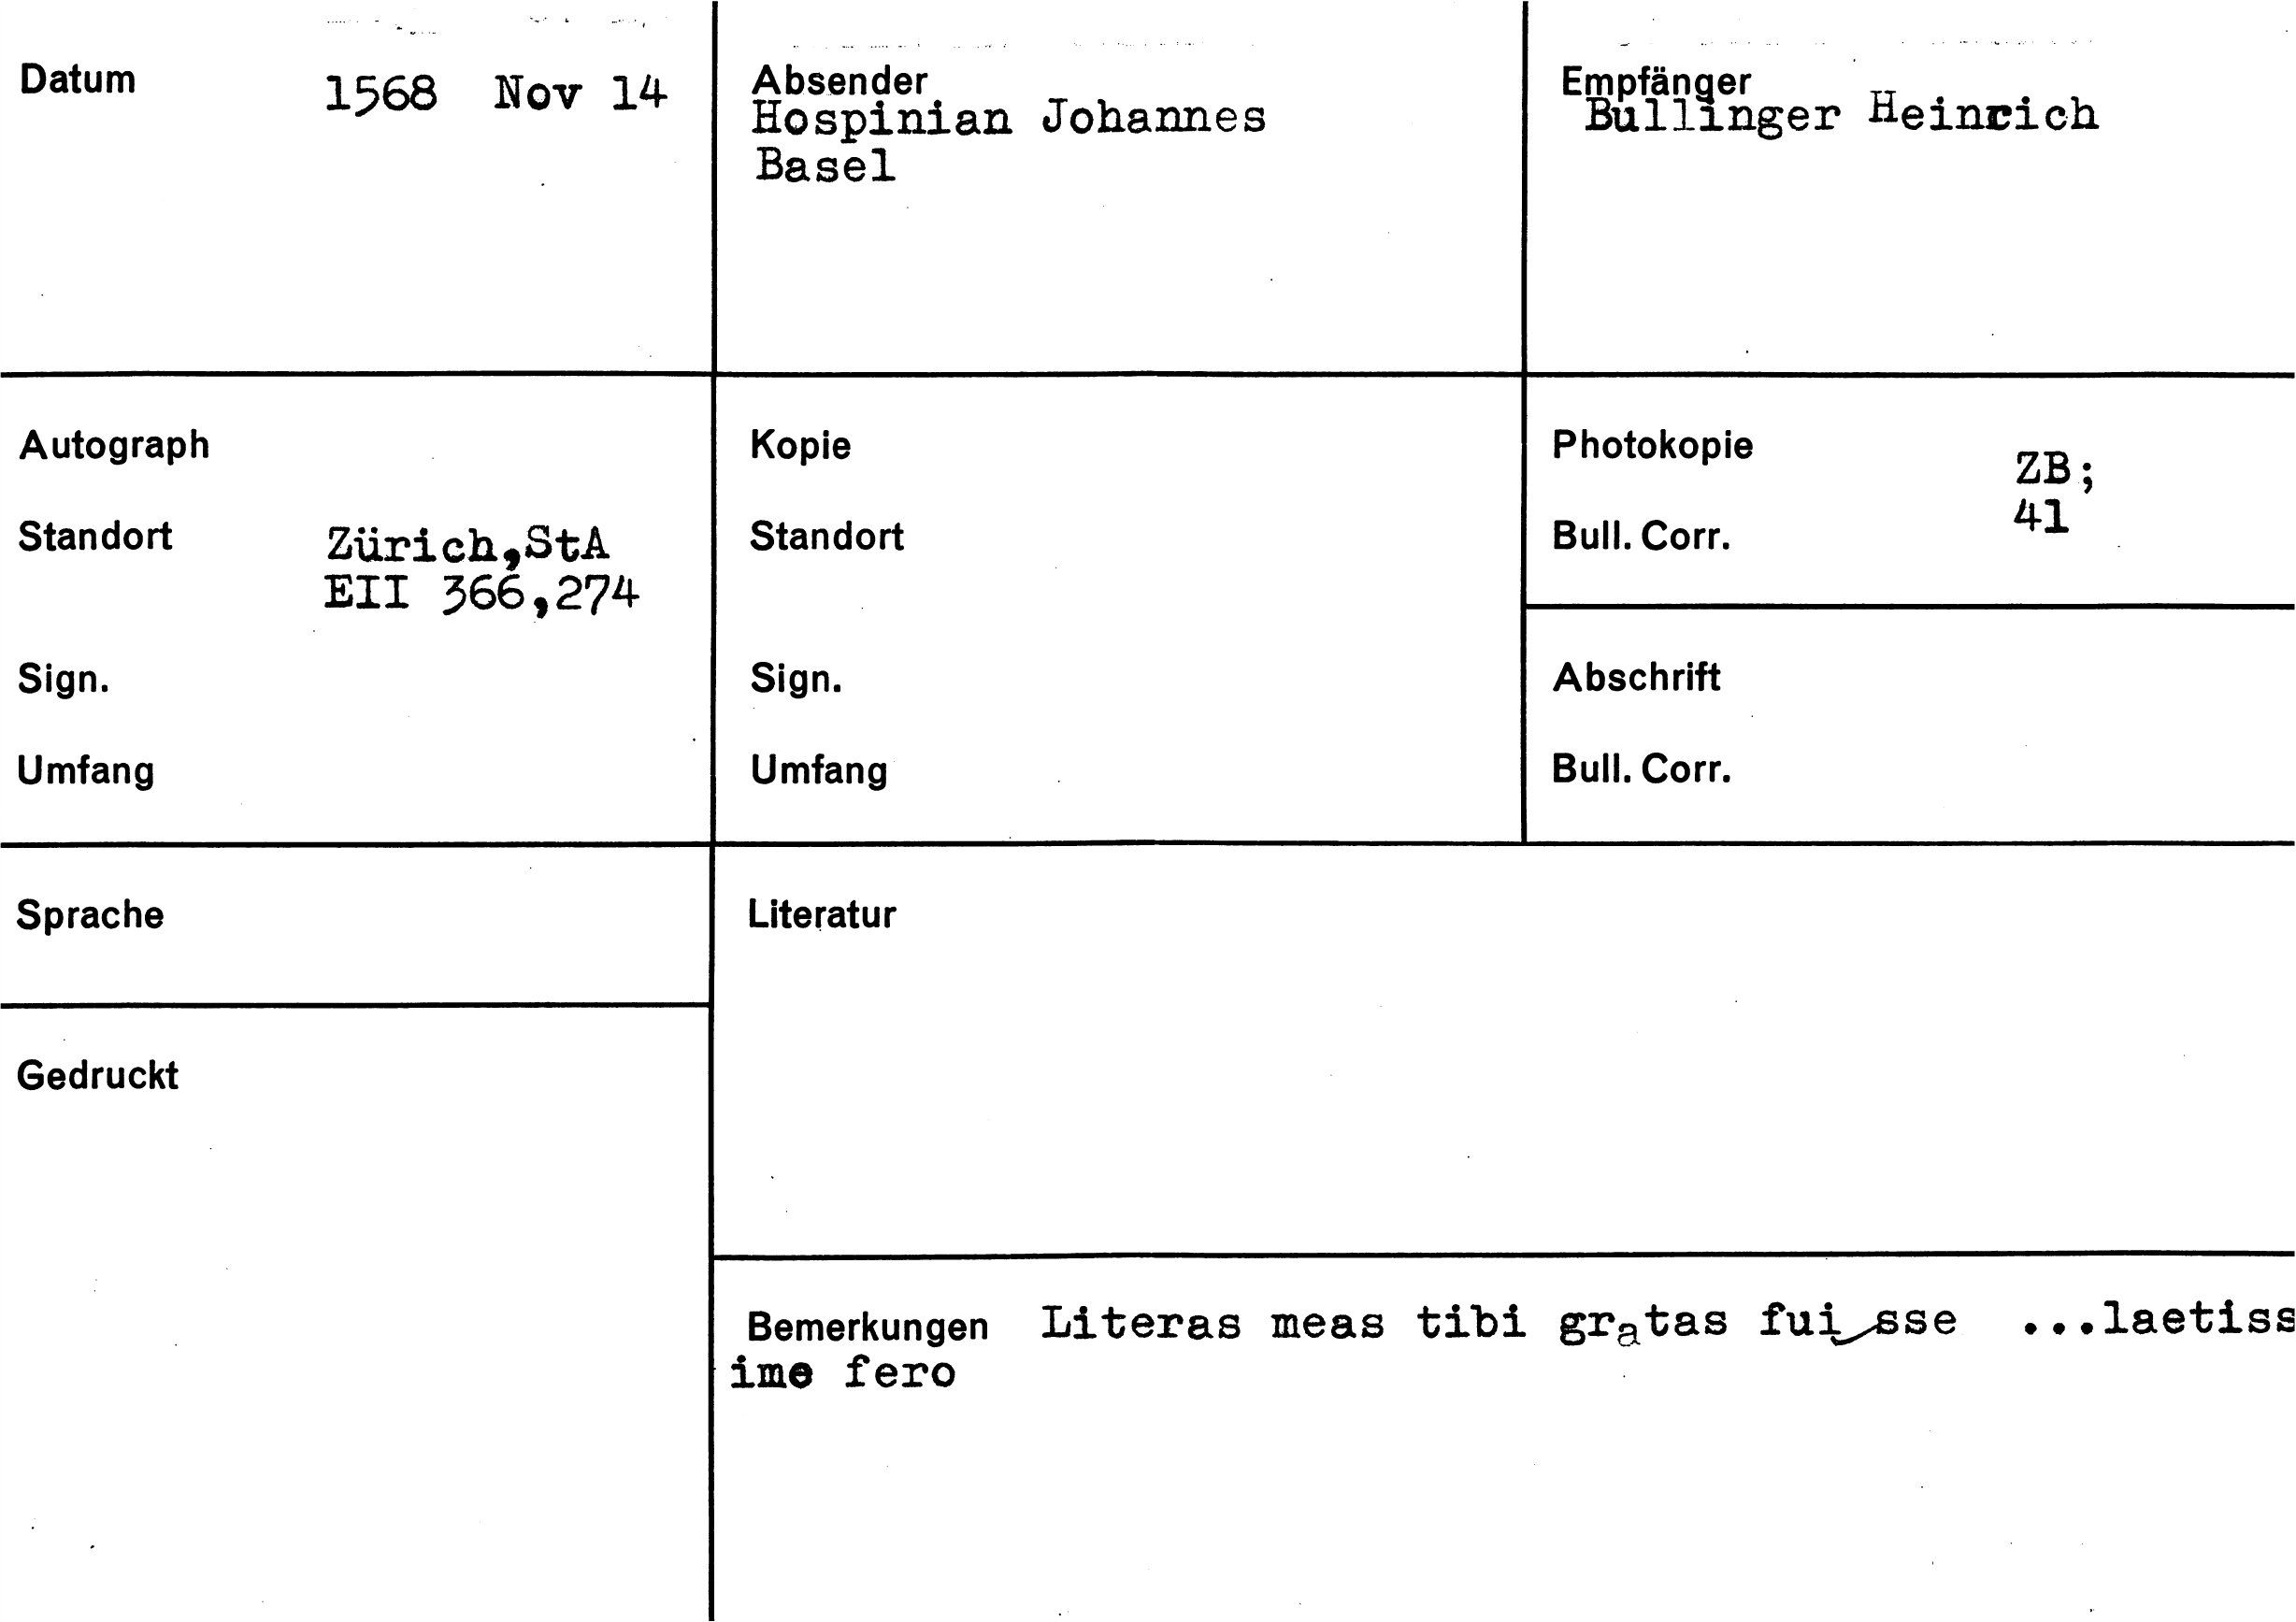 Datum 1568 Nov 14
Absender
Hospinian Johannes
Basel
Empfänger
Bullinger Heinrich
Autograph
Standort Zürich,StA
EII 366,274
Sign.
Umfang
Kopie
Standort
Sign.
Umfang
Photokopie ZB;
Bull. Corr. 41
Abschrift
Bull. Corr.
Sprache
Gedruckt
Literatur
Bemerkungen Literas meas tibi gratas fuisse ...laetiss
ime fero